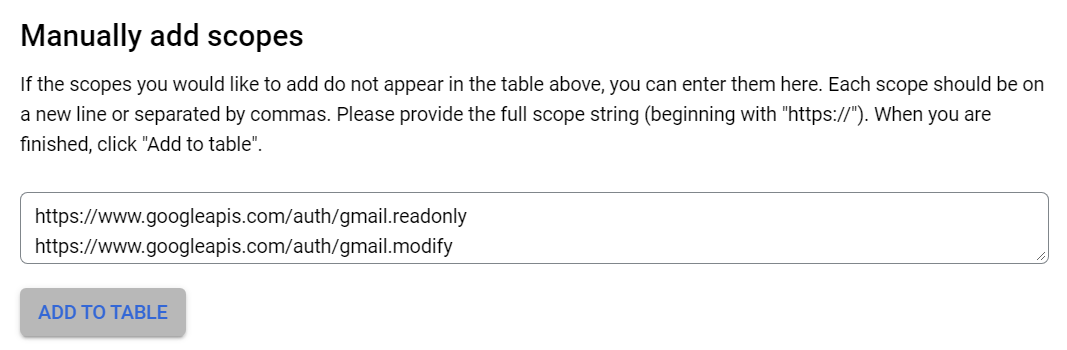 Manually add scopes
If the scopes you would like to add do not appear in the table above, you can enter them here. Each scope should be on
a new line or separated by commas. Please provide the full scope string (beginning with "https://"). When you are
finished, click "Add to table".
https://www.googleapis.com/auth/gmail.readonly
https://www.googleapis.com/auth/gmail.modify
ADD TO TABLE